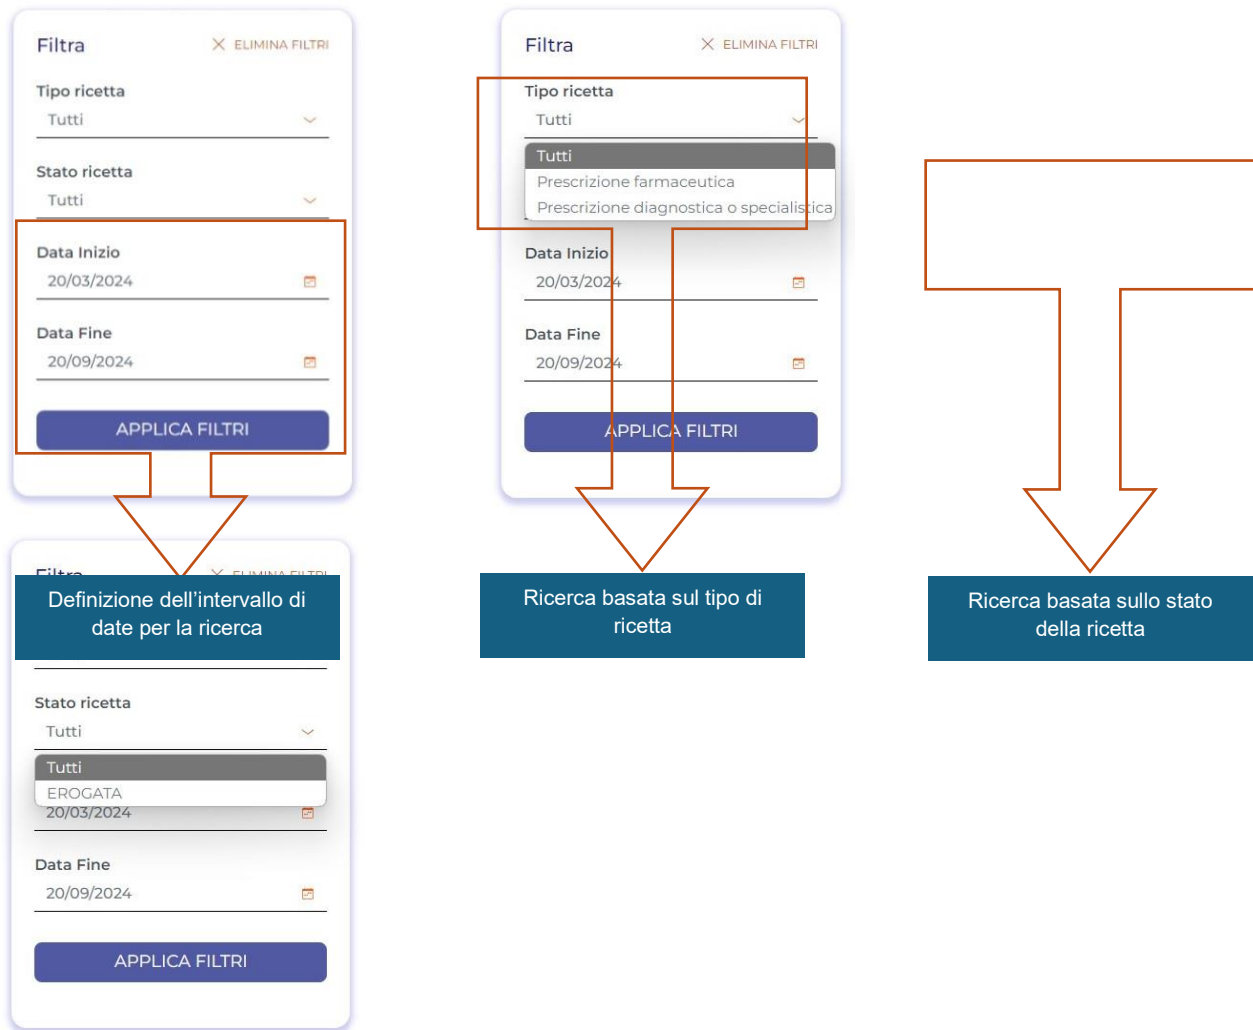 Filtra
ELIMINA FILTRI
Tipo ricetta
Tutti
Stato ricetta
Tutti
Data Inizio
20/03/2024
Data Fine
20/09/2024
APPLICA FILTRI
Filtra
ELIMINA FILTRI
Tipo ricetta
Tutti
Tutti
Prescrizione farmaceutica
Prescrizione diagnostica o specialistica
Data Inizio
20/03/2024
Data Fine
20/09/2024
APPLICA FILTRI
Filtra
ELIMINA FILTRI
Definizione dell’intervallo di
date per la ricerca
Ricerca basata sul tipo di
ricetta
Ricerca basata sullo stato
della ricetta
Stato ricetta
Tutti
Tutti
EROGATA
20/03/2024
Data Fine
20/09/2024
APPLICA FILTRI